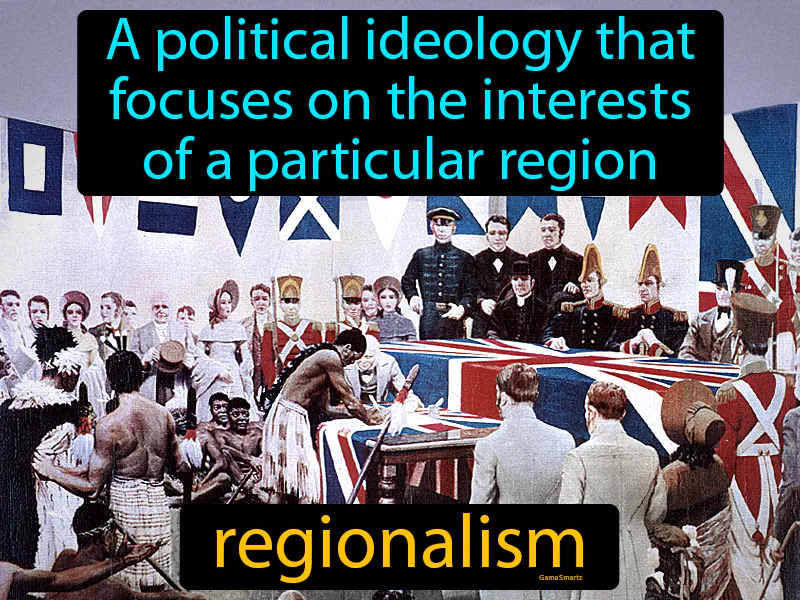 A political ideology that
focuses on the interests
of a particular region
regionalism
GameSmartz